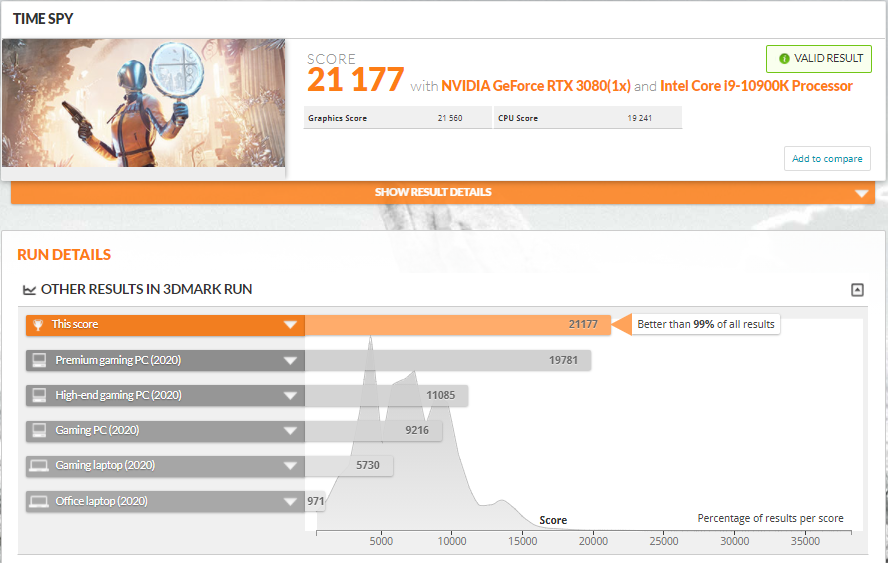 TIME SPY
SCORE
21 177 with NVIDIA GeForce RTX 3080(1x) and Intel Core i9-10900K Processor
VALID RESULT
Graphics Score 21 560 CPU Score 19 241
Add to compare
SHOW RESULT DETAILS
RUN DETAILS
OTHER RESULTS IN 3DMARK RUN
This score 21177 Better than 99% of all results
Premium gaming PC (2020) 19781
High-end gaming PC (2020) 11085
Gaming PC (2020) 9216
Gaming laptop (2020) 5730
Office laptop (2020) 971
Score Percentage of results per score
5000 10000 15000 20000 25000 30000 35000